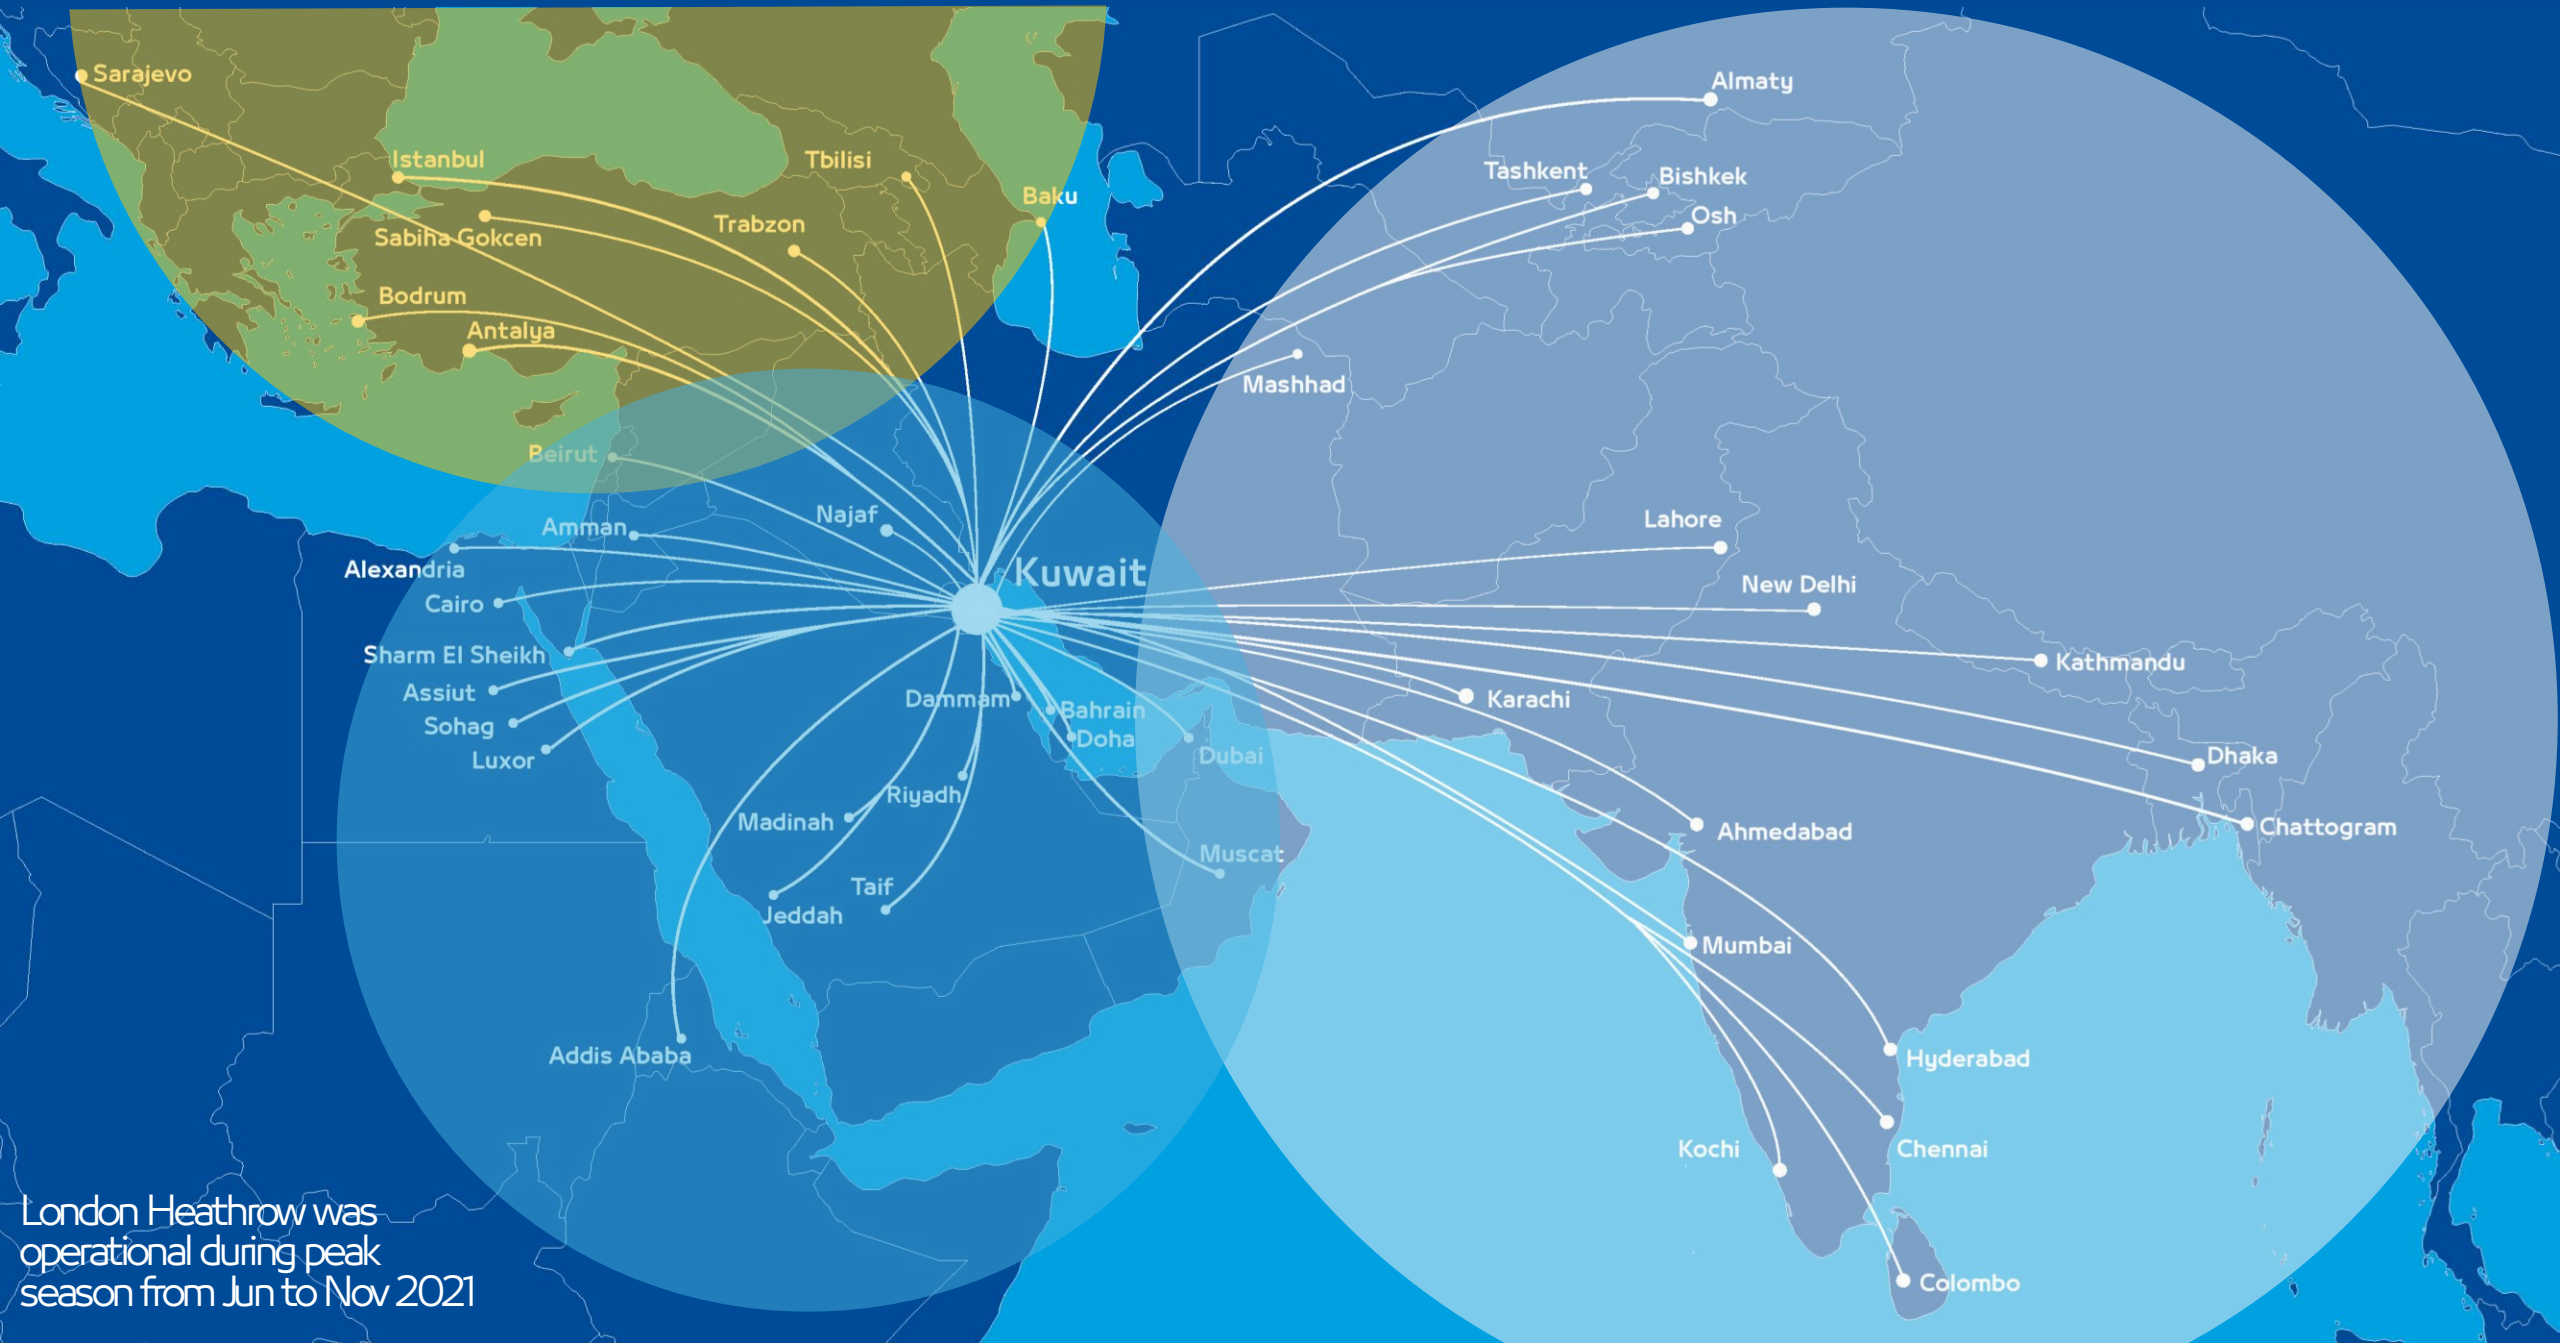 Sarajevo
Almaty
Istanbul
Tbilisi
Tashkent
Bishkek
Baku
Osh
Trabzon
Sabiha Gokcen
Bodrum
Antalya
Mashhad
Beirut
Najaf
Lahore
Amman
Alexandria
Kuwait
New Delhi
Cairo
Sharm El Sheikh
Kathmandu
Assiut
Dammam
Karachi
Bahrain
Sohag
Doha
Luxor
Dubai
Dhaka
Riyadh
Madinah
Chattogram
Ahmedabad
Muscat
Taif
Jeddah
Mumbai
Addis Ababa
Hyderabad
Kochi
Chennai
Colombo
London Heathrow was
operational during peak
season from Jun to Nov 2021